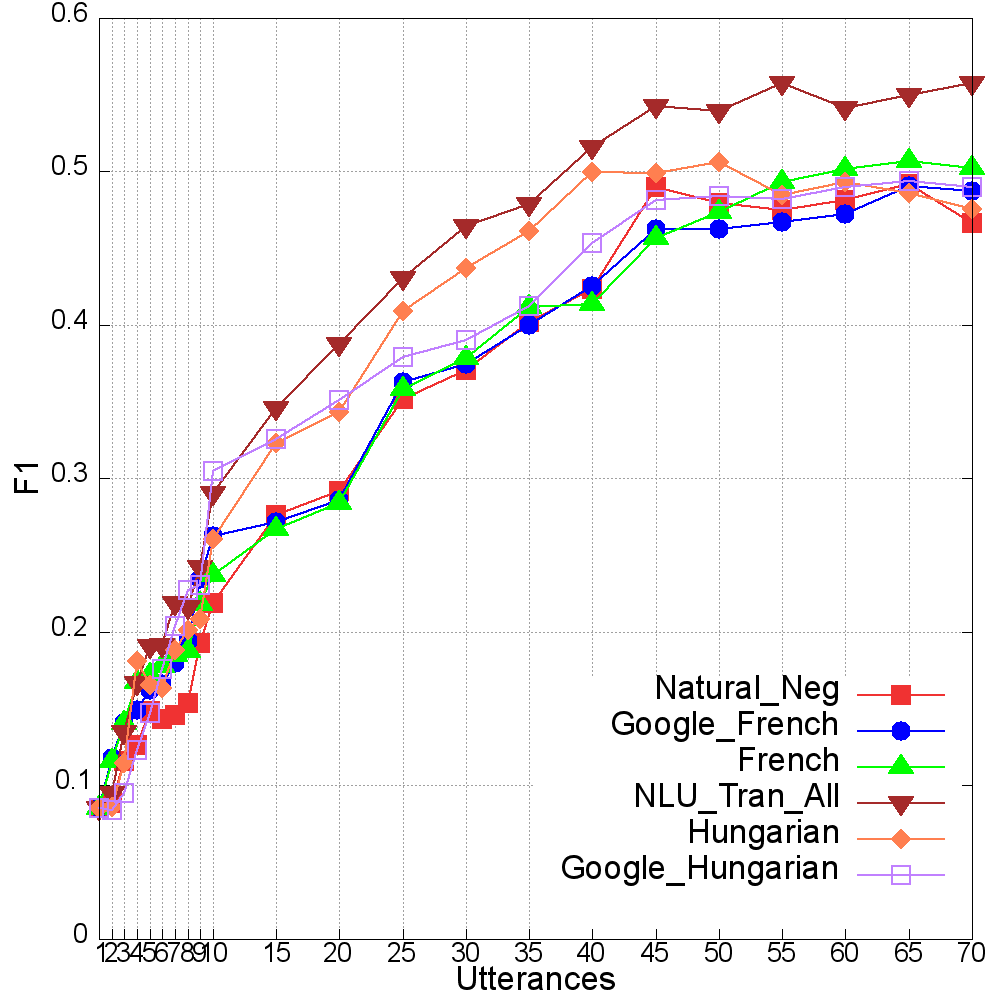 0.6
0.5
0.4
0.3
0.2
0.1
0
F1
Natural_Neg
Google_French
French
NLU_Tran_All
Hungarian
Google_Hungarian
1 2 3 4 5 6 7 8 9 10 15 20 25 30 35 40 45 50 55 60 65 70
Utterances